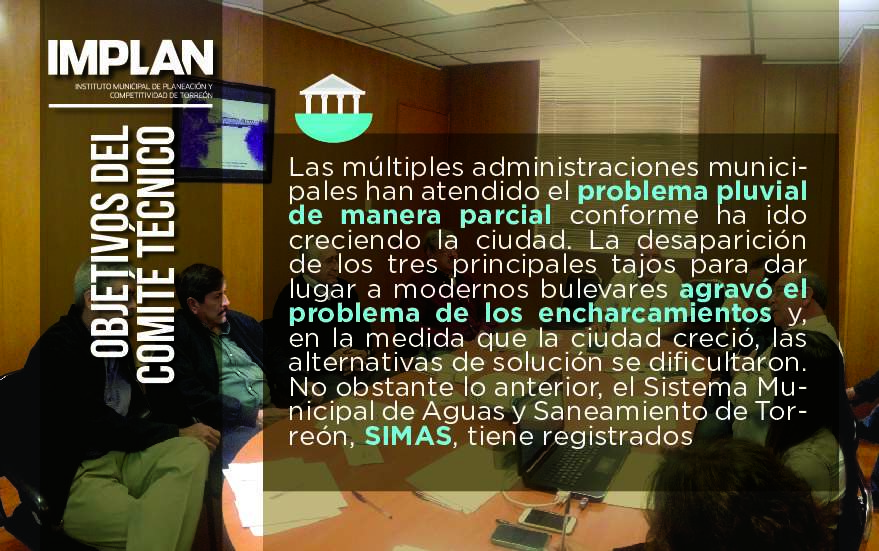 IMPLAN
INSTITUTO MUNICIPAL DE PLANEACIÓN Y
COMPETITIVIDAD DE TORREÓN
OBJETIVOS DEL
COMITÉ TÉCNICO
Las múltiples administraciones munici-
pales han atendido el problema pluvial
de manera parcial conforme ha ido
creciendo la ciudad. La desaparición
de los tres principales tajos para dar
lugar a modernos bulevares agravó el
problema de los encharcamientos y,
en la medida que la ciudad creció, las
alternativas de solución se dificultaron.
No obstante lo anterior, el Sistema Mu-
nicipal de Aguas y Saneamiento de Tor-
reón, SIMAS, tiene registrados